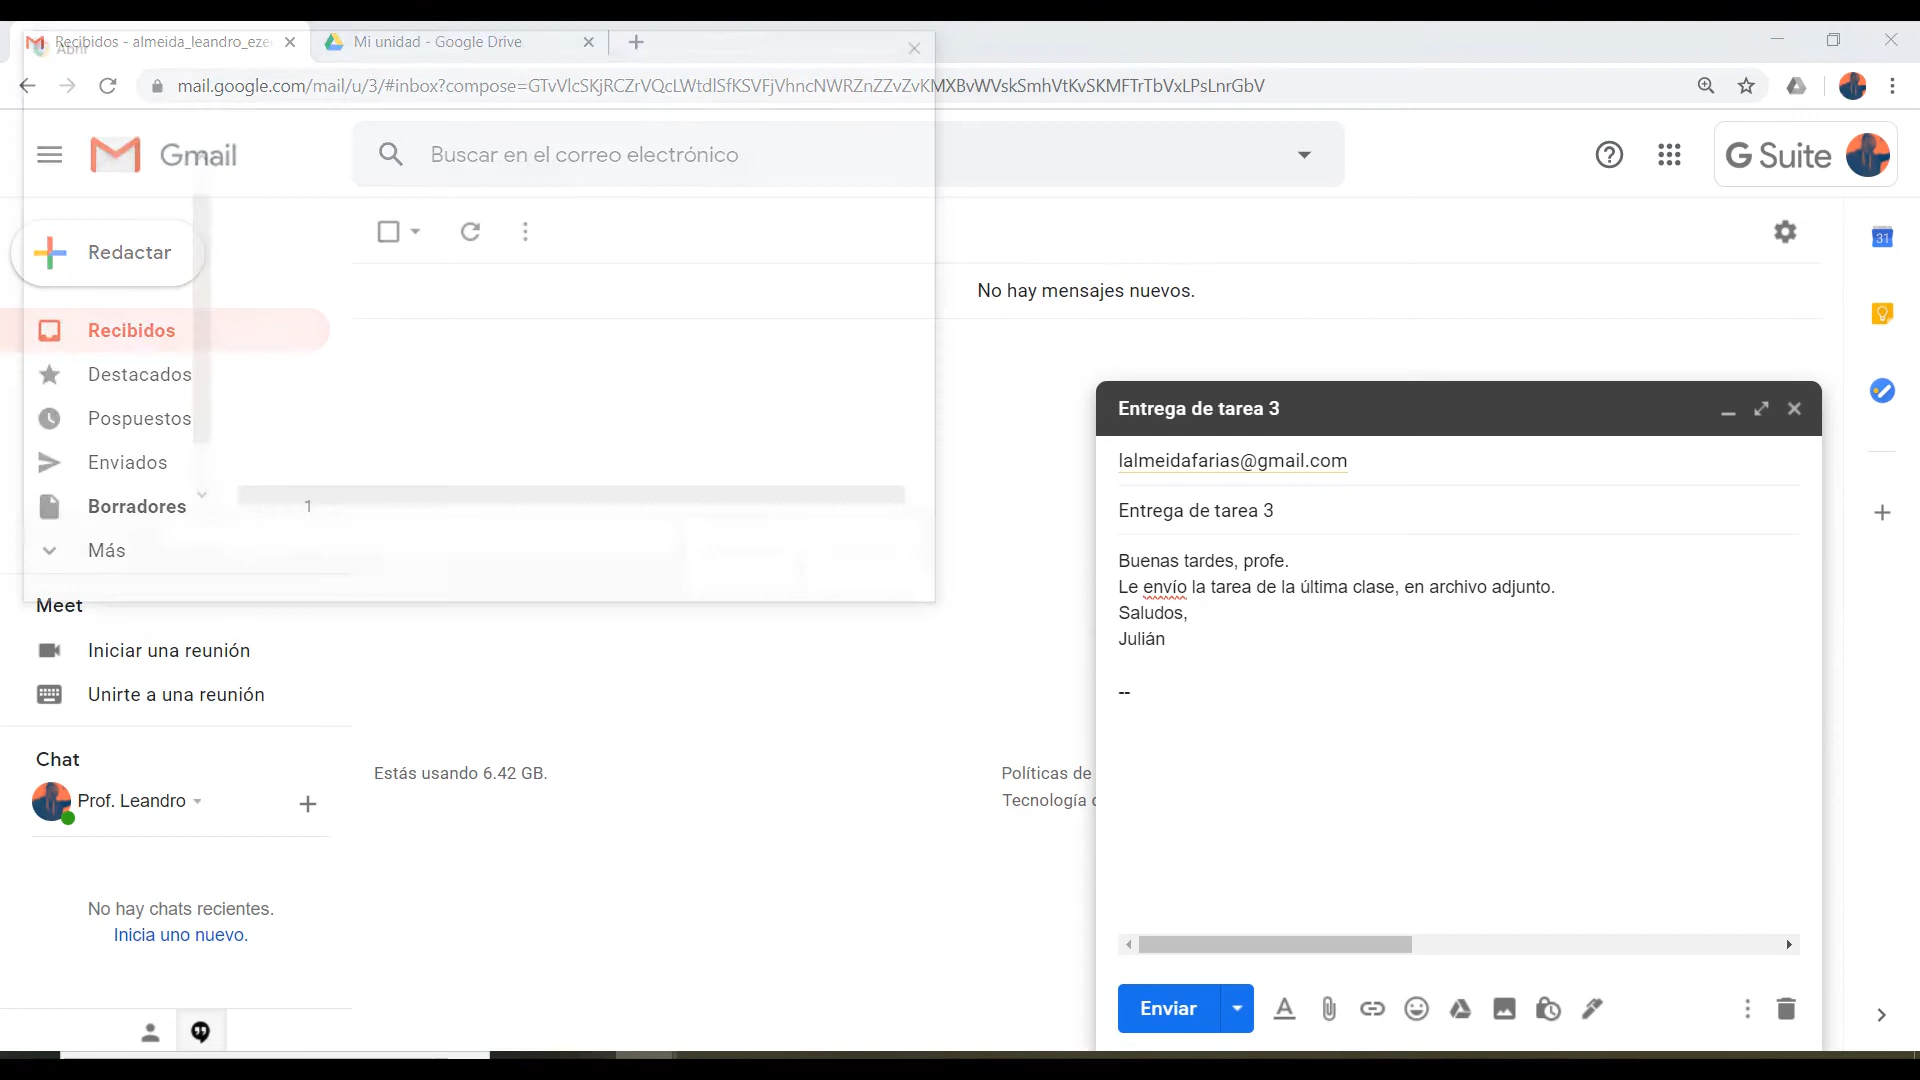 Recibidos - almeida_leandro_eze
Mi unidad - Google Drive
Abrir
mail.google.com/mail/u/3/#inbox?compose=GTvVlcSKjRCZrVQcLWtdlSfKSVFjVhncNWRZnZZvZvKMXBvWVskSmhVtKvSKMFTrTbVxLPsLnrGbV
Gmail
Buscar en el correo electrónico
G Suite
Redactar
31
No hay mensajes nuevos.
Recibidos
Destacados
Pospuestos
Enviados
Borradores 1
Más
Meet
Iniciar una reunión
Unirte a una reunión
Chat
Prof. Leandro
No hay chats recientes.
Inicia uno nuevo.
Estás usando 6.42 GB.
Políticas de
Tecnología
Entrega de tarea 3
lalmeidafarias@gmail.com
Entrega de tarea 3
Buenas tardes, profe.
Le envío la tarea de la última clase, en archivo adjunto.
Saludos,
Julián
--
Enviar